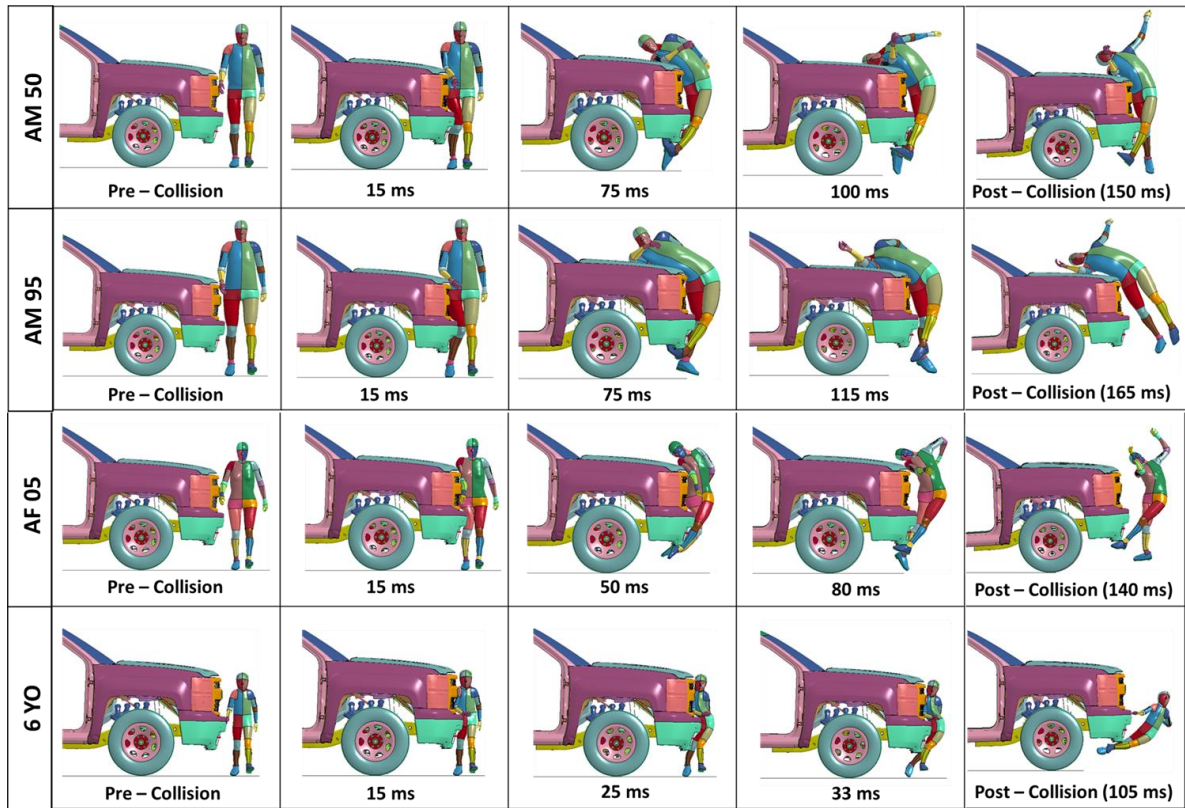 AM 50
Pre – Collision
15 ms
75 ms
100 ms
Post – Collision (150 ms)
AM 95
Pre – Collision
15 ms
75 ms
115 ms
Post – Collision (165 ms)
AF 05
Pre – Collision
15 ms
50 ms
80 ms
Post – Collision (140 ms)
6 YO
Pre – Collision
15 ms
25 ms
33 ms
Post – Collision (105 ms)